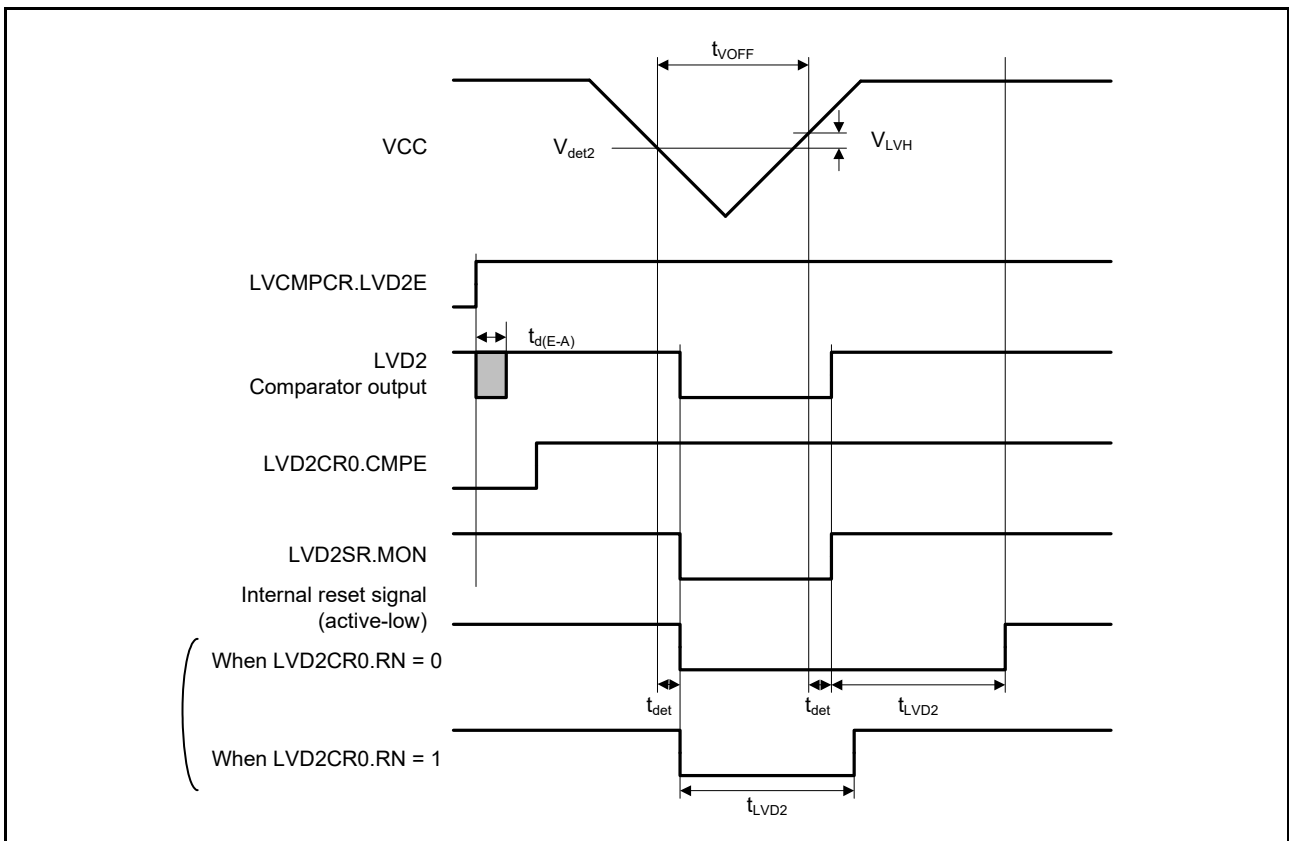 tVOFF
VCC
Vdet2
VLVH
LVCMPCR.LVD2E
td(E-A)
LVD2
Comparator output
LVD2CR0.CMPE
LVD2SR.MON
Internal reset signal
(active-low)
When LVD2CR0.RN = 0
tdet
tdet
tLVD2
When LVD2CR0.RN = 1
tLVD2